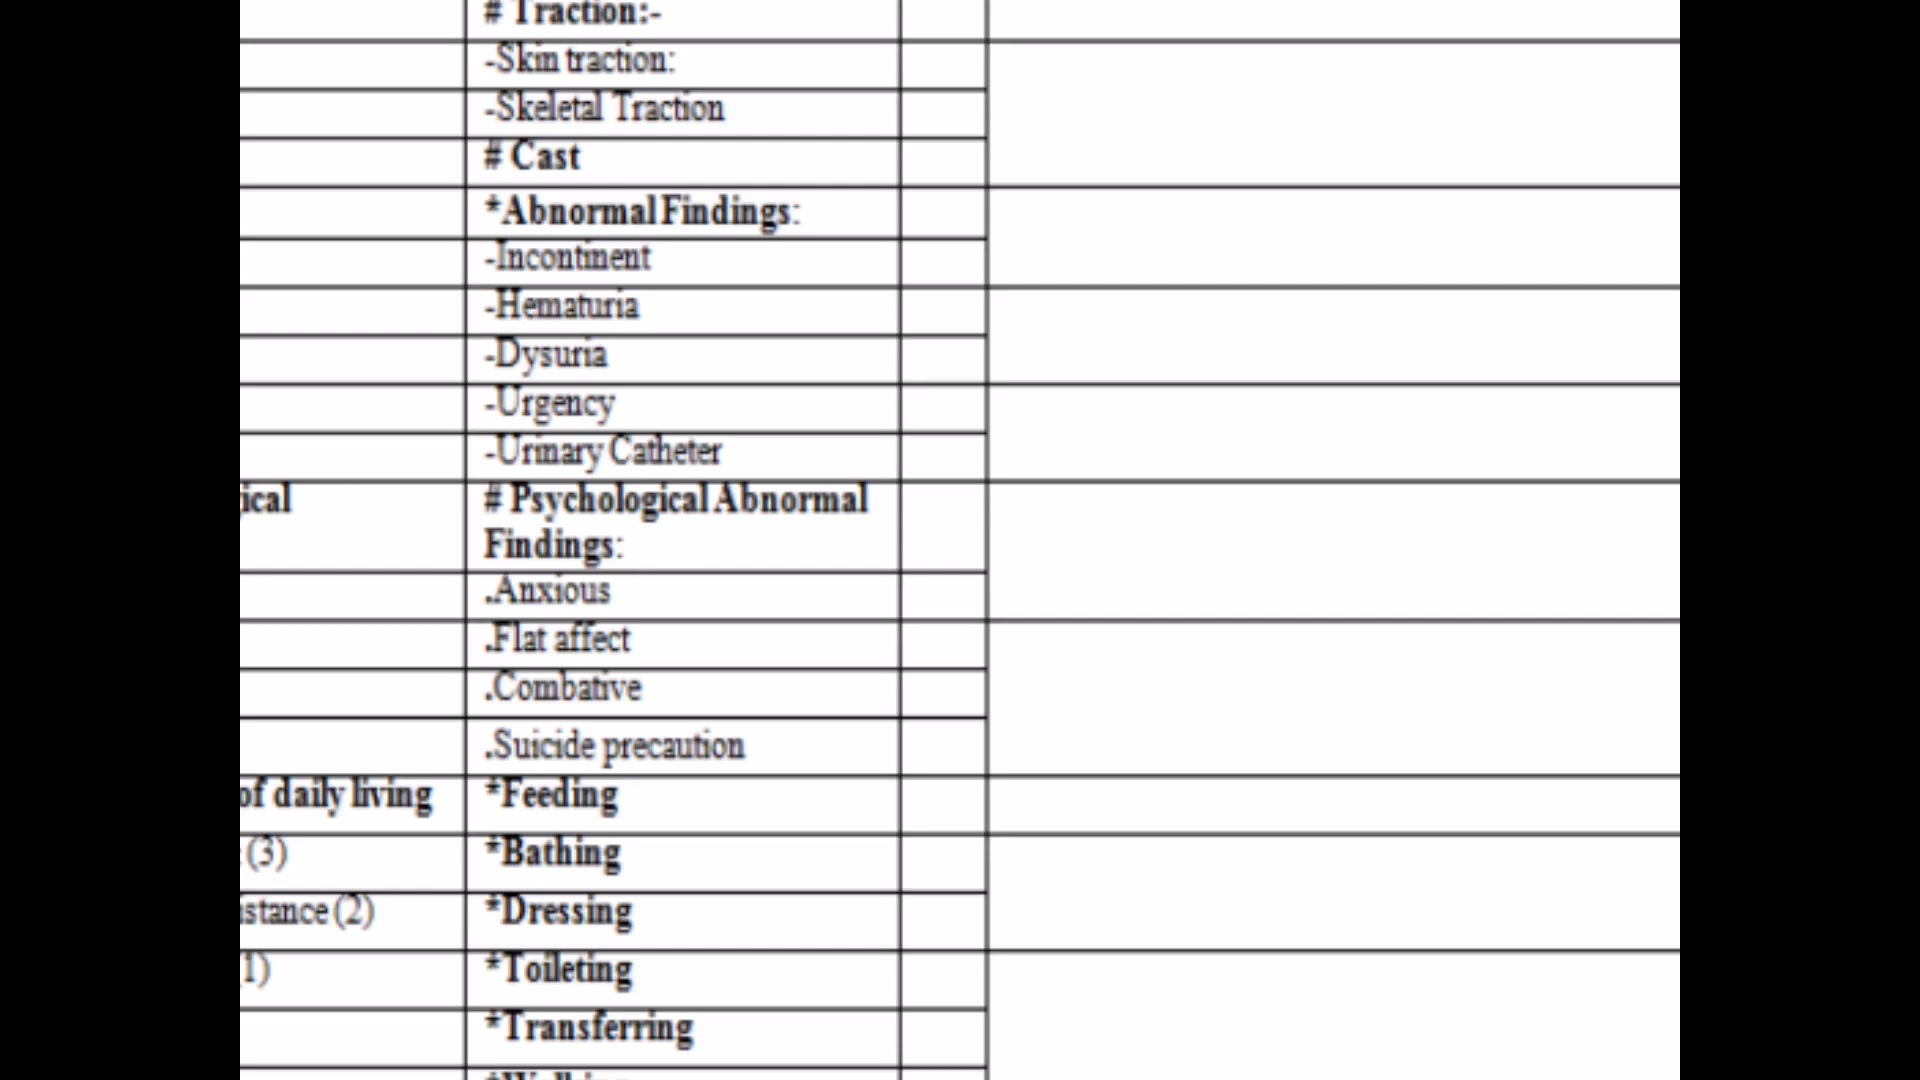 # Traction:-
-Skin traction:
-Skeletal Traction
# Cast
*Abnormal Findings:
-Incontinent
-Hematuria
-Dysuria
-Urgency
-Urinary Catheter
ical # Psychological Abnormal
Findings:
.Anxious
.Flat affect
.Combative
.Suicide precaution
of daily living *Feeding
(3) *Bathing
stance (2) *Dressing
1) *Toileting
*Transferring